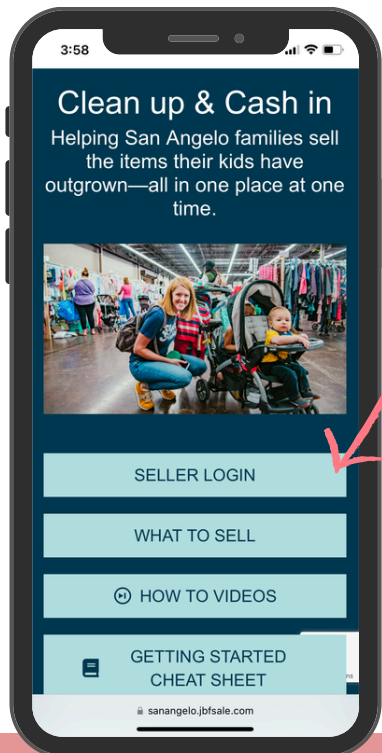 3:58
Clean up & Cash in
Helping San Angelo families sell
the items their kids have
outgrown—all in one place at one
time.
SELLER LOGIN
WHAT TO SELL
HOW TO VIDEOS
GETTING STARTED
CHEAT SHEET
sanangelo.jbfsale.com